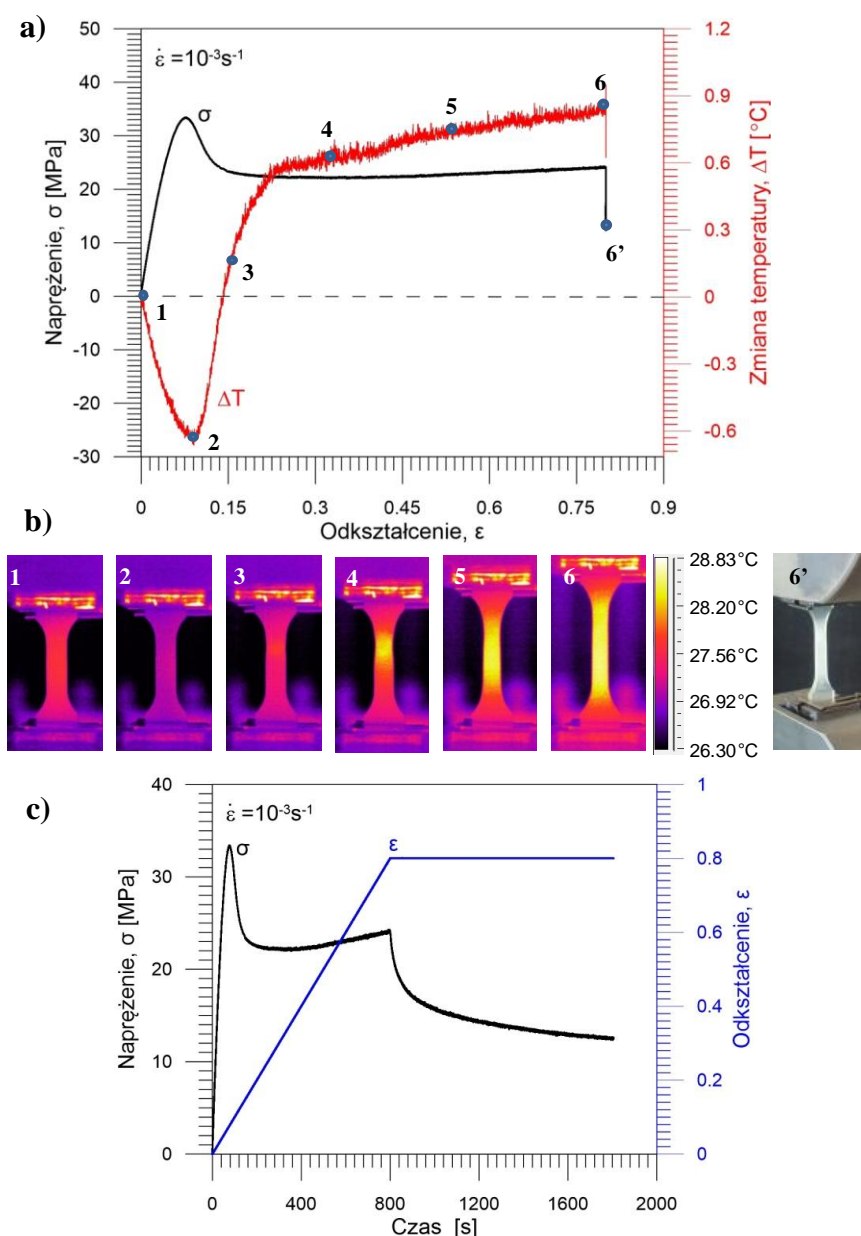 a)
ε̇ =10⁻³s⁻¹
σ
ΔT
1
2
3
4
5
6
6’
50
40
30
20
10
0
-10
-20
-30
Naprężenie, σ [MPa]
1.2
0.9
0.6
0.3
0
-0.3
-0.6
Zmiana temperatury, ΔT [°C]
0 0.15 0.3 0.45 0.6 0.75 0.9
Odkształcenie, ε
b)
1 2 3 4 5 6 6’
28.83°C
28.20°C
27.56°C
26.92°C
26.30°C
c)
ε̇ =10⁻³s⁻¹
σ
ε
40
30
20
10
0
Naprężenie, σ [MPa]
1
0.8
0.6
0.4
0.2
0
Odkształcenie, ε
0 400 800 1200 1600 2000
Czas [s]